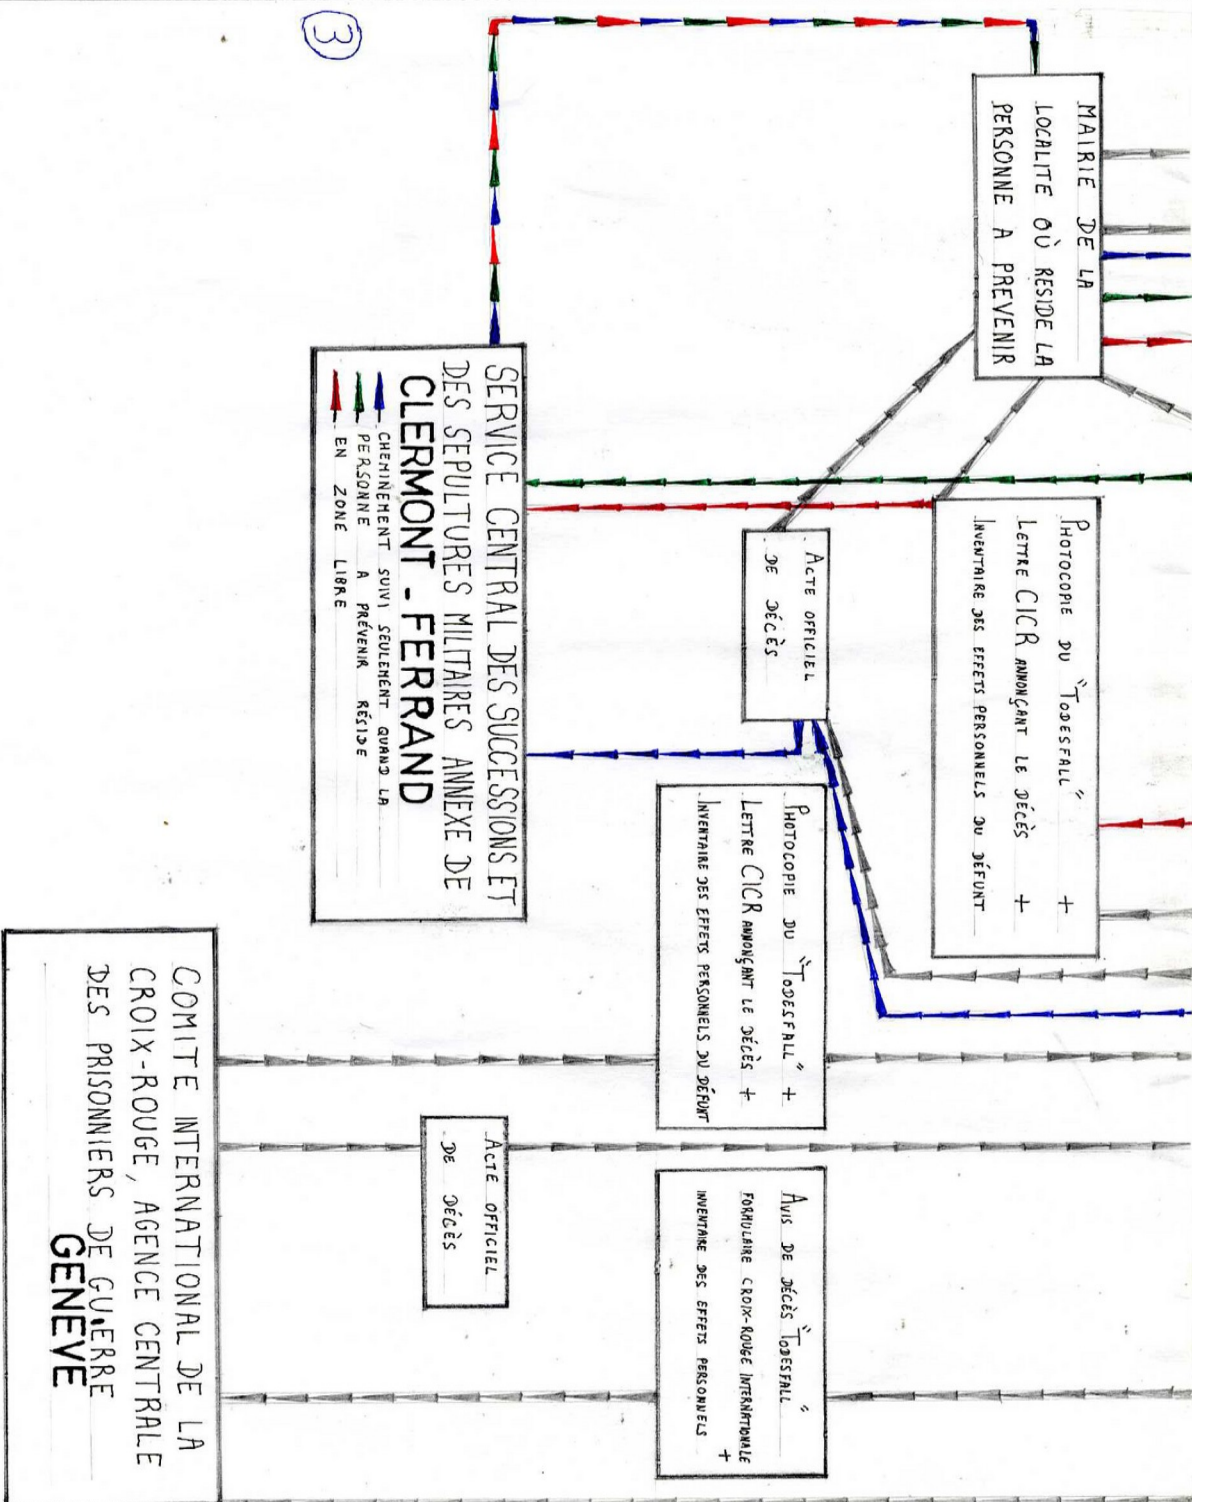 3
MAIRIE DE LA
LOCALITE OÙ RESIDE LA
PERSONNE A PREVENIR
PHOTOCOPIE DU "TODESFALL" +
LETTRE CICR ANNONÇANT LE DÉCÈS +
INVENTAIRE DES EFFETS PERSONNELS DU DÉFUNT
ACTE OFFICIEL
DE DÉCÈS
SERVICE CENTRAL DES SUCCESSIONS ET
DES SEPULTURES MILITAIRES ANNEXE DE
CLERMONT - FERRAND
CHEMINEMENT SUIVI SEULEMENT QUAND LA
PERSONNE A PRÉVENIR RÉSIDE
EN ZONE LIBRE
PHOTOCOPIE DU "TODESFALL" +
LETTRE CICR ANNONÇANT LE DÉCÈS +
INVENTAIRE DES EFFETS PERSONNELS DU DÉFUNT
AVIS DE DÉCÈS "TODESFALL"
FORMULAIRE CROIX-ROUGE INTERNATIONALE +
INVENTAIRE DES EFFETS PERSONNELS
ACTE OFFICIEL
DE DÉCÈS
COMITE INTERNATIONAL DE LA
CROIX-ROUGE, AGENCE CENTRALE
DES PRISONNIERS DE GUERRE
GENEVE